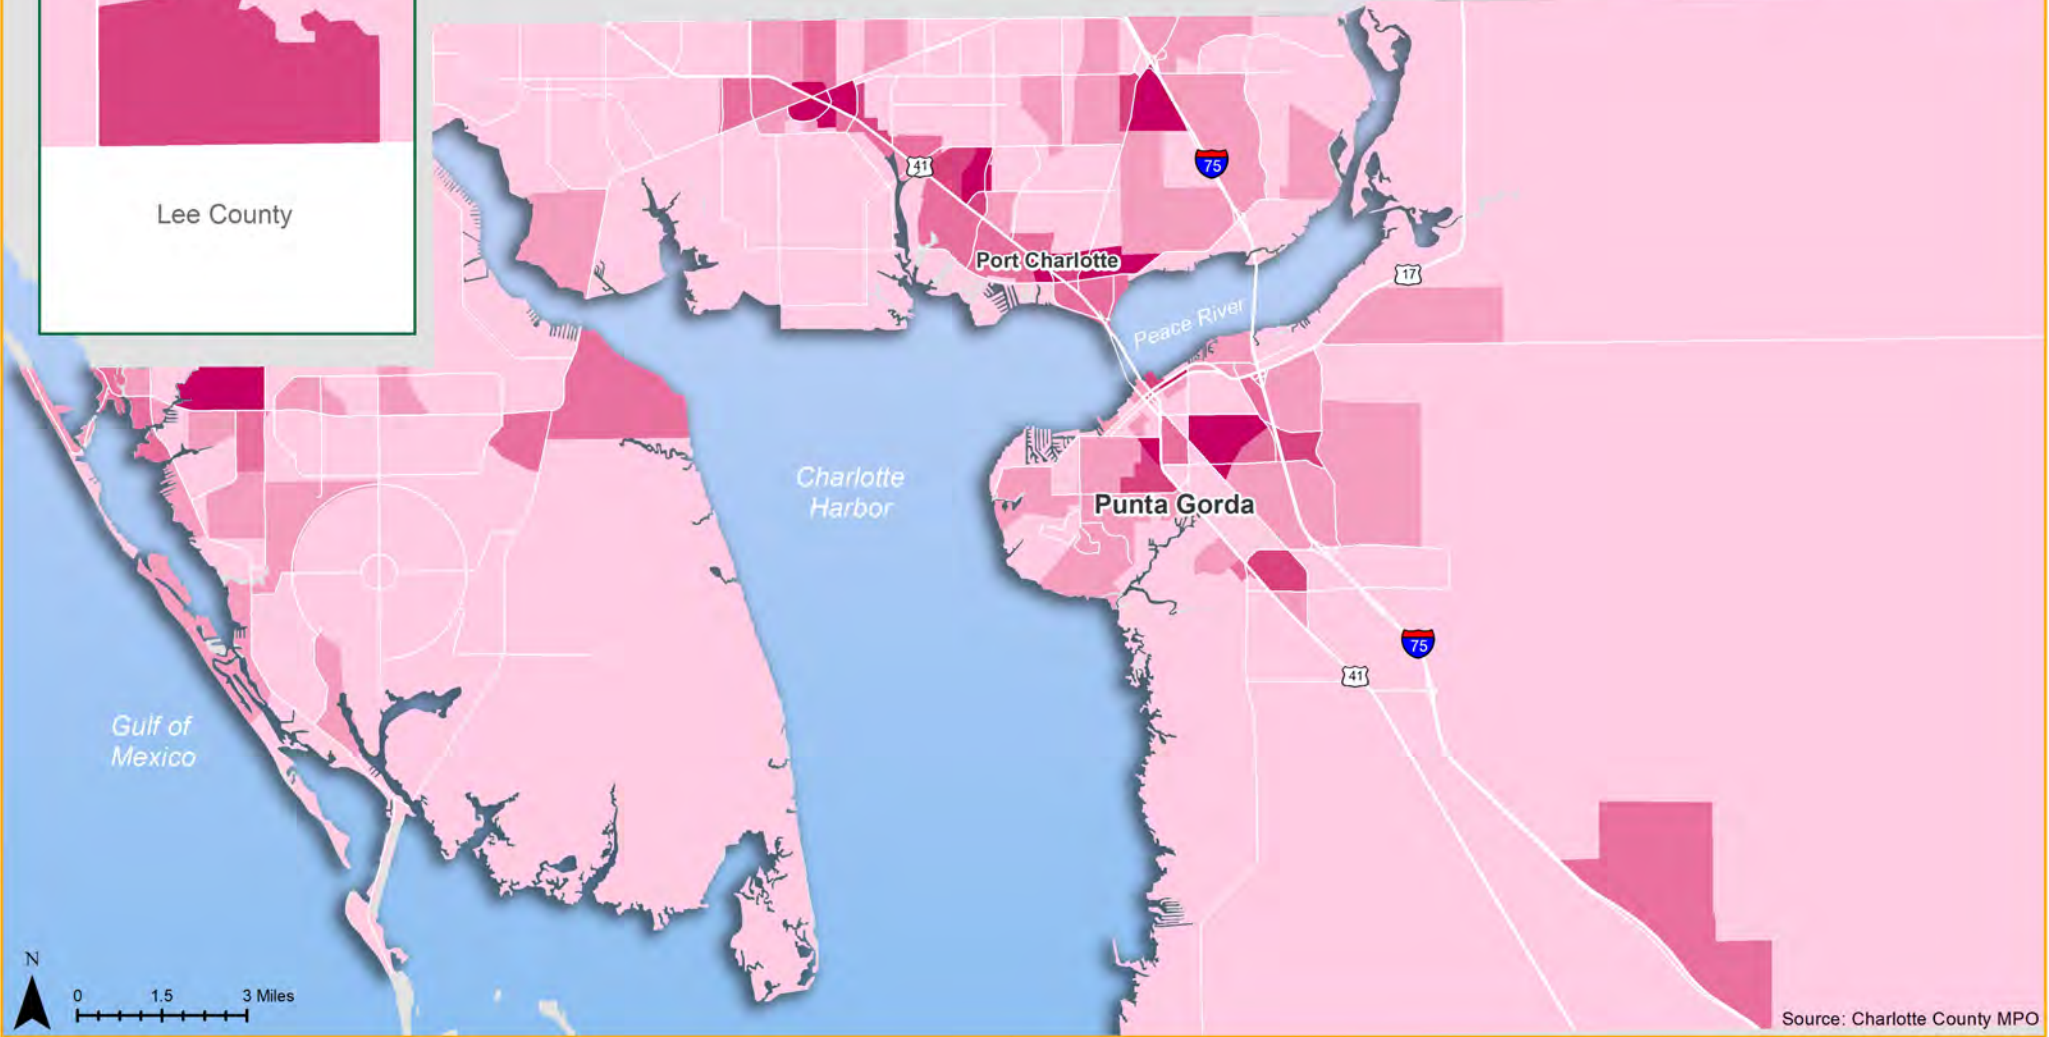 Lee County
41
75
Port Charlotte
17
Peace River
Charlotte
Harbor
Punta Gorda
75
41
Gulf of
Mexico
N
0 1.5 3 Miles
Source: Charlotte County MPO